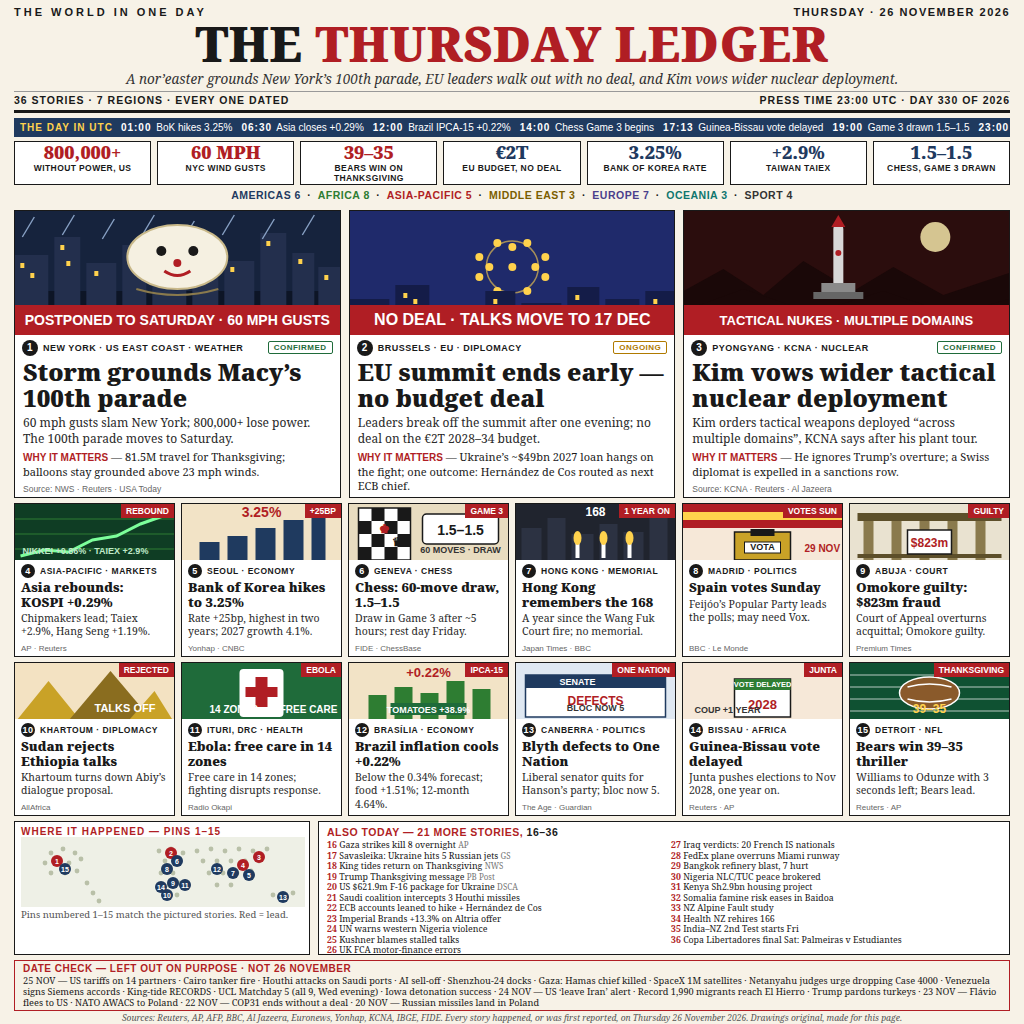 THE WORLD IN ONE DAY
THURSDAY · 26 NOVEMBER 2026
THE THURSDAY LEDGER
A nor’easter grounds New York’s 100th parade, EU leaders walk out with no deal, and Kim vows wider nuclear deployment.
36 STORIES · 7 REGIONS · EVERY ONE DATED
PRESS TIME 23:00 UTC · DAY 330 OF 2026
THE DAY IN UTC 01:00 BoK hikes 3.25% 06:30 Asia closes +0.29% 12:00 Brazil IPCA-15 +0.22% 14:00 Chess Game 3 begins 17:13 Guinea-Bissau vote delayed 19:00 Game 3 drawn 1.5–1.5 23:00
800,000+
WITHOUT POWER, US
60 MPH
NYC WIND GUSTS
39–35
BEARS WIN ON
THANKSGIVING
€2T
EU BUDGET, NO DEAL
3.25%
BANK OF KOREA RATE
+2.9%
TAIWAN TAIEX
1.5–1.5
CHESS, GAME 3 DRAWN
AMERICAS 6 · AFRICA 8 · ASIA-PACIFIC 5 · MIDDLE EAST 3 · EUROPE 7 · OCEANIA 3 · SPORT 4
POSTPONED TO SATURDAY · 60 MPH GUSTS
1 NEW YORK · US EAST COAST · WEATHER CONFIRMED
Storm grounds Macy’s
100th parade
60 mph gusts slam New York; 800,000+ lose power.
The 100th parade moves to Saturday.
WHY IT MATTERS — 81.5M travel for Thanksgiving;
balloons stay grounded above 23 mph winds.
Source: NWS · Reuters · USA Today
NO DEAL · TALKS MOVE TO 17 DEC
2 BRUSSELS · EU · DIPLOMACY ONGOING
EU summit ends early —
no budget deal
Leaders break off the summit after one evening; no
deal on the €2T 2028–34 budget.
WHY IT MATTERS — Ukraine's ~$49bn 2027 loan hangs on
the fight; one outcome: Hernández de Cos routed as next
ECB chief.
TACTICAL NUKES · MULTIPLE DOMAINS
3 PYONGYANG · KCNA · NUCLEAR CONFIRMED
Kim vows wider tactical
nuclear deployment
Kim orders tactical weapons deployed “across
multiple domains”, KCNA says after his plant tour.
WHY IT MATTERS — He ignores Trump's overture; a Swiss
diplomat is expelled in a sanctions row.
Source: KCNA · Reuters · Al Jazeera
REBOUND
NIKKEI +0.86% · TAIEX +2.9%
4 ASIA-PACIFIC · MARKETS
Asia rebounds:
KOSPI +0.29%
Chipmakers lead; Taiex
+2.9%, Hang Seng +1.19%.
AP · Reuters
3.25%
+25BP
5 SEOUL · ECONOMY
Bank of Korea hikes
to 3.25%
Rate +25bp, highest in two
years; 2027 growth 4.1%.
Yonhap · CNBC
GAME 3
1.5–1.5
60 MOVES · DRAW
6 GENEVA · CHESS
Chess: 60-move draw,
1.5–1.5
Draw in Game 3 after ~5
hours; rest day Friday.
FIDE · ChessBase
168
1 YEAR ON
7 HONG KONG · MEMORIAL
Hong Kong
remembers the 168
A year since the Wang Fuk
Court fire; no memorial.
Japan Times · BBC
VOTES SUN
VOTA
29 NOV
8 MADRID · POLITICS
Spain votes Sunday
Feijóo's Popular Party leads
the polls; may need Vox.
BBC · Le Monde
GUILTY
$823m
9 ABUJA · COURT
Omokore guilty:
$823m fraud
Court of Appeal overturns
acquittal; Omokore guilty.
Premium Times
REJECTED
TALKS OFF
10 KHARTOUM · DIPLOMACY
Sudan rejects
Ethiopia talks
Khartoum turns down Abiy's
dialogue proposal.
AllAfrica
EBOLA
14 ZON FREE CARE
11 ITURI, DRC · HEALTH
Ebola: free care in 14
zones
Free care in 14 zones;
fighting disrupts response.
Radio Okapi
+0.22%
IPCA-15
TOMATOES +38.9%
12 BRASÍLIA · ECONOMY
Brazil inflation cools
+0.22%
Below the 0.34% forecast;
food +1.51%; 12-month
4.64%.
ONE NATION
SENATE
DEFECTS
BLOC NOW 5
13 CANBERRA · POLITICS
Blyth defects to One
Nation
Liberal senator quits for
Hanson's party; bloc now 5.
The Age · Guardian
JUNTA
VOTE DELAYED
2028
COUP +1 YEAR
14 BISSAU · AFRICA
Guinea-Bissau vote
delayed
Junta pushes elections to Nov
2028, one year on.
Reuters · AP
THANKSGIVING
39–35
15 DETROIT · NFL
Bears win 39–35
thriller
Williams to Odunze with 3
seconds left; Bears lead.
Reuters · AP
WHERE IT HAPPENED — PINS 1–15
1
15
2
6
8
14
9
10
11
12
7
4
5
3
13
Pins numbered 1–15 match the pictured stories. Red = lead.
ALSO TODAY — 21 MORE STORIES, 16–36
16 Gaza strikes kill 8 overnight AP
17 Savasleika: Ukraine hits 5 Russian jets GS
18 King tides return on Thanksgiving NWS
19 Trump Thanksgiving message PB Post
20 US $621.9m F-16 package for Ukraine DSCA
21 Saudi coalition intercepts 3 Houthi missiles
22 ECB accounts leaned to hike + Hernández de Cos
23 Imperial Brands +13.3% on Altria offer
24 UN warns western Nigeria violence
25 Kushner blames stalled talks
26 UK FCA motor-finance errors
27 Iraq verdicts: 20 French IS nationals
28 FedEx plane overruns Miami runway
29 Bangkok refinery blast, 7 hurt
30 Nigeria NLC/TUC peace brokered
31 Kenya Sh2.9bn housing project
32 Somalia famine risk eases in Baidoa
33 NZ Alpine Fault study
34 Health NZ rehires 166
35 India–NZ 2nd Test starts Fri
36 Copa Libertadores final Sat: Palmeiras v Estudiantes
DATE CHECK — LEFT OUT ON PURPOSE · NOT 26 NOVEMBER
25 NOV — US tariffs on 14 partners · Cairo tanker fire · Houthi attacks on Saudi ports · AI sell-off · Shenzhou-24 docks · Gaza: Hamas chief killed · SpaceX 1M satellites · Netanyahu judges urge dropping Case 4000 · Venezuela
signs Siemens accords · King-tide RECORDS · UCL Matchday 5 (all 9, Wed evening) · Iowa detonation success · 24 NOV — US ‘leave Iran’ alert · Record 1,990 migrants reach El Hierro · Trump pardons turkeys · 23 NOV — Flávio
flees to US · NATO AWACS to Poland · 22 NOV — COP31 ends without a deal · 20 NOV — Russian missiles land in Poland
Sources: Reuters, AP, AFP, BBC, Al Jazeera, Euronews, Yonhap, KCNA, IBGE, FIDE. Every story happened, or was first reported, on Thursday 26 November 2026. Drawings original, made for this page.